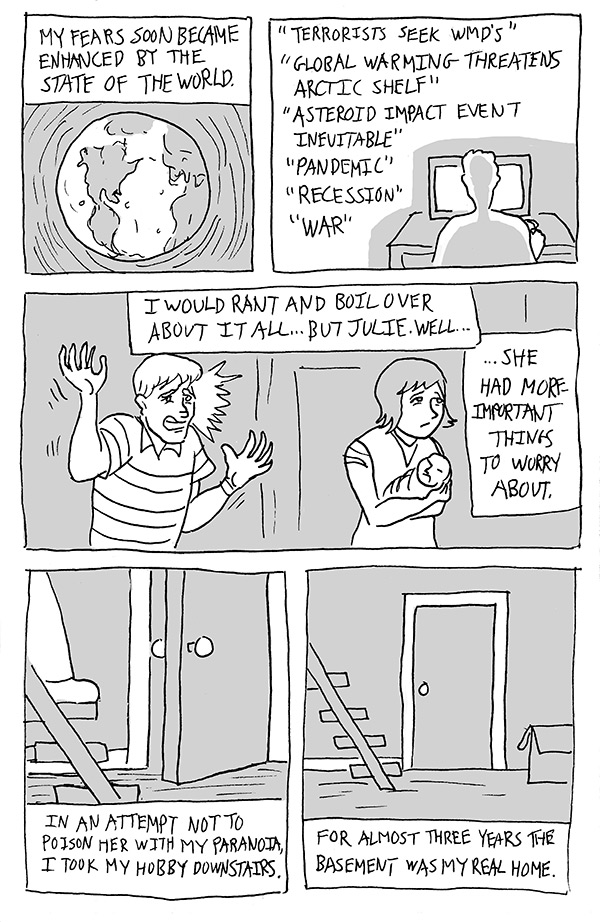 MY FEARS SOON BECAME
ENHANCED BY THE
STATE OF THE WORLD.
"TERRORISTS SEEK WMD'S"
"GLOBAL WARMING THREATENS
ARCTIC SHELF"
"ASTEROID IMPACT EVENT
INEVITABLE"
"PANDEMIC"
"RECESSION"
"WAR"
I WOULD RANT AND BOIL OVER
ABOUT IT ALL... BUT JULIE. WELL...
...SHE
HAD MORE
IMPORTANT
THINGS
TO WORRY
ABOUT.
IN AN ATTEMPT NOT TO
POISON HER WITH MY PARANOIA,
I TOOK MY HOBBY DOWNSTAIRS.
FOR ALMOST THREE YEARS THE
BASEMENT WAS MY REAL HOME.